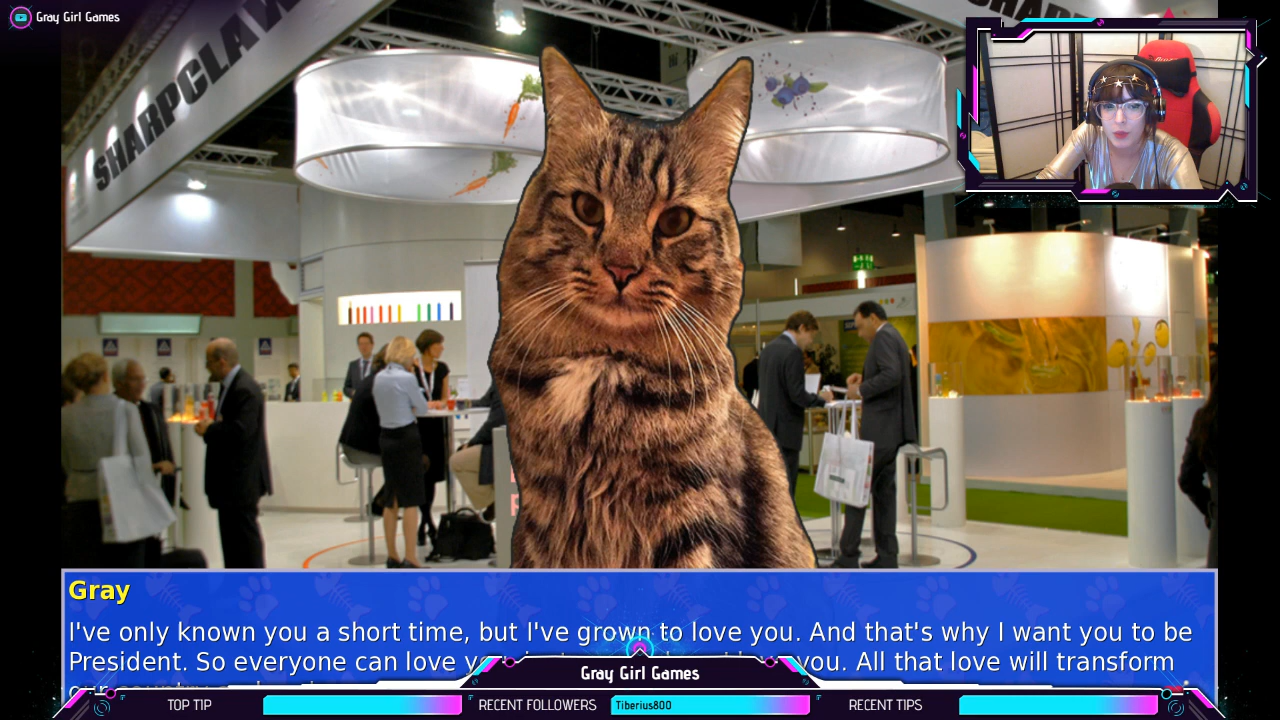 Gray Girl Games
SHARPCLAW
Gray
I've only known you a short time, but I've grown to love you. And that's why I want you to be
President. So everyone can love you. All that love will transform
Gray Girl Games
TOP TIP
RECENT FOLLOWERS
Tiberius800
RECENT TIPS